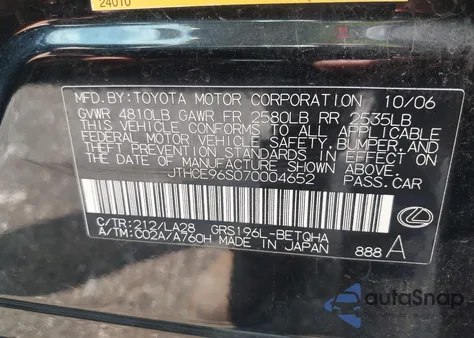 24010
MFD. BY: TOYOTA MOTOR CORPORATION 10/06
GVWR 4810LB GAWR FR 2580LB RR 2535LB
THIS VEHICLE CONFORMS TO ALL APPLICABLE
FEDERAL MOTOR VEHICLE SAFETY, BUMPER, AND
THEFT PREVENTION STANDARDS IN EFFECT ON
THE DATE OF MANUFACTURE SHOWN ABOVE.
JTHCE96S070004652 PASS. CAR
C/TR: 212/LA28 GRS196L-BETQHA
A/TM: C02A/A760H MADE IN JAPAN 888 A
autoSnap